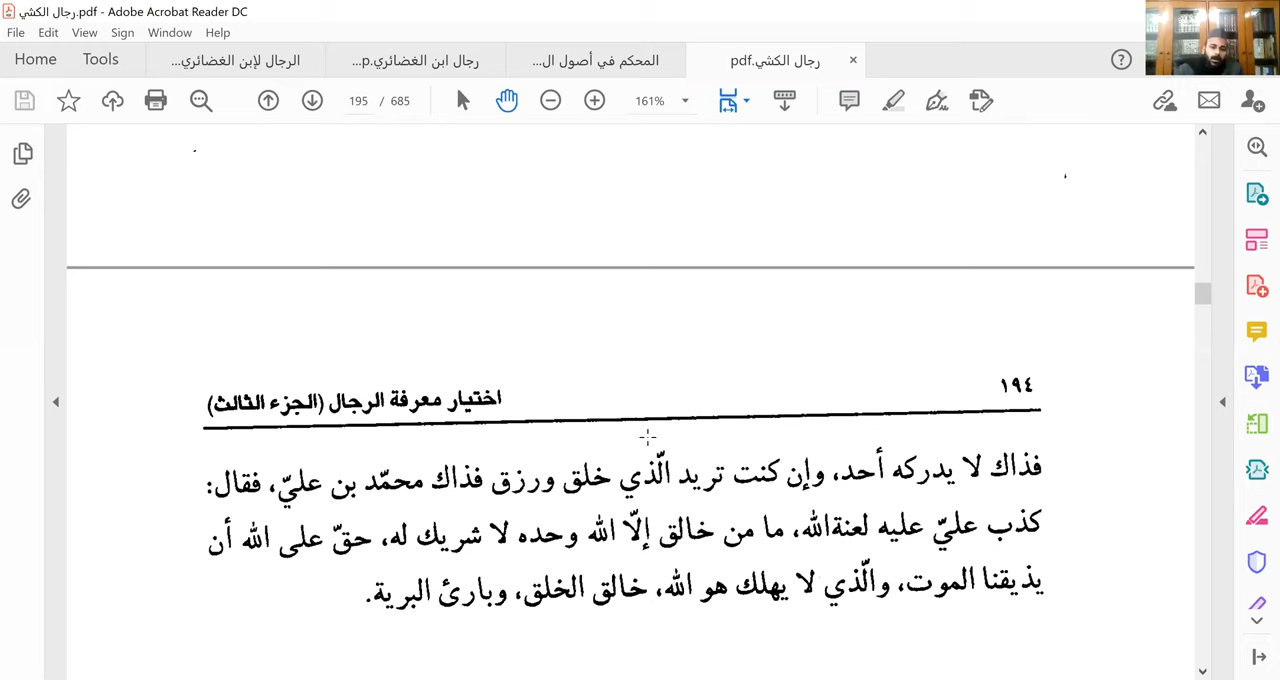 رجال الكشي.pdf - Adobe Acrobat Reader DC
File Edit View Sign Window Help
Home Tools الرجال لإبن الغضائري... رجال ابن الغضائري.p... المحكم في أصول ال... رجال الكشي.pdf ×
195 / 685 161%
١٩٤ اختيار معرفة الرجال (الجزء الثالث)
فذاك لا يدركه أحد، وإن كنت تريد الّذي خلق ورزق فذاك محمّد بن عليّ، فقال:
كذب عليّ عليه لعنةالله، ما من خالق إلّا الله وحده لا شريك له، حقّ على الله أن
يذيقنا الموت، والّذي لا يهلك هو الله، خالق الخلق، وبارئ البرية.